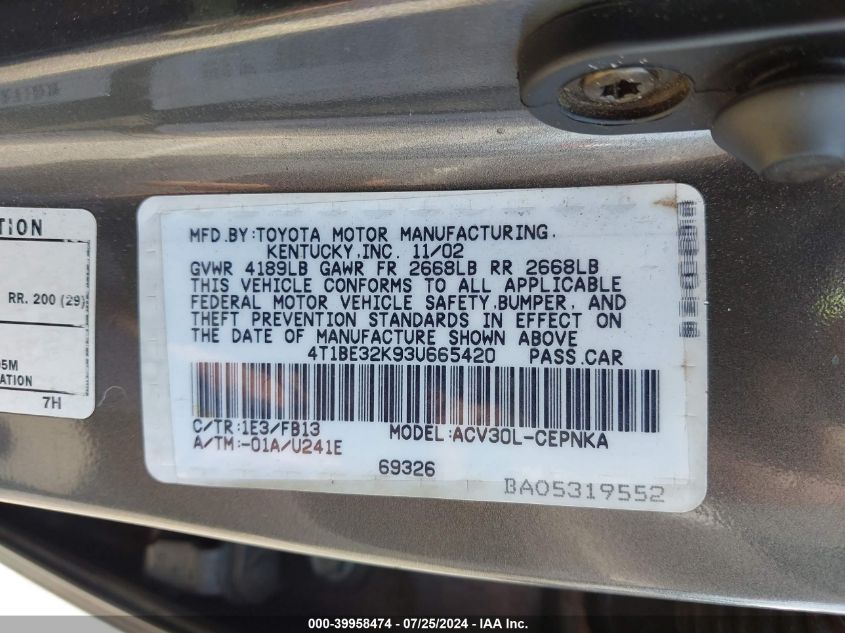 TION
RR. 200 (29)
5M
ATION
7H
MFD.BY:TOYOTA MOTOR MANUFACTURING.
KENTUCKY,INC. 11/02
GVWR 4189LB GAWR FR 2668LB RR 2668LB
THIS VEHICLE CONFORMS TO ALL APPLICABLE
FEDERAL MOTOR VEHICLE SAFETY,BUMPER, AND
THEFT PREVENTION STANDARDS IN EFFECT ON
THE DATE OF MANUFACTURE SHOWN ABOVE
4T1BE32K93U665420 PASS.CAR
C/TR:1E3/FB13 MODEL:ACV30L-CEPNKA
A/TM:-01A/U241E
69326
BA05319552
000-39958474 / 07/25/2024 / COPYRIGHT IAA, LLC.